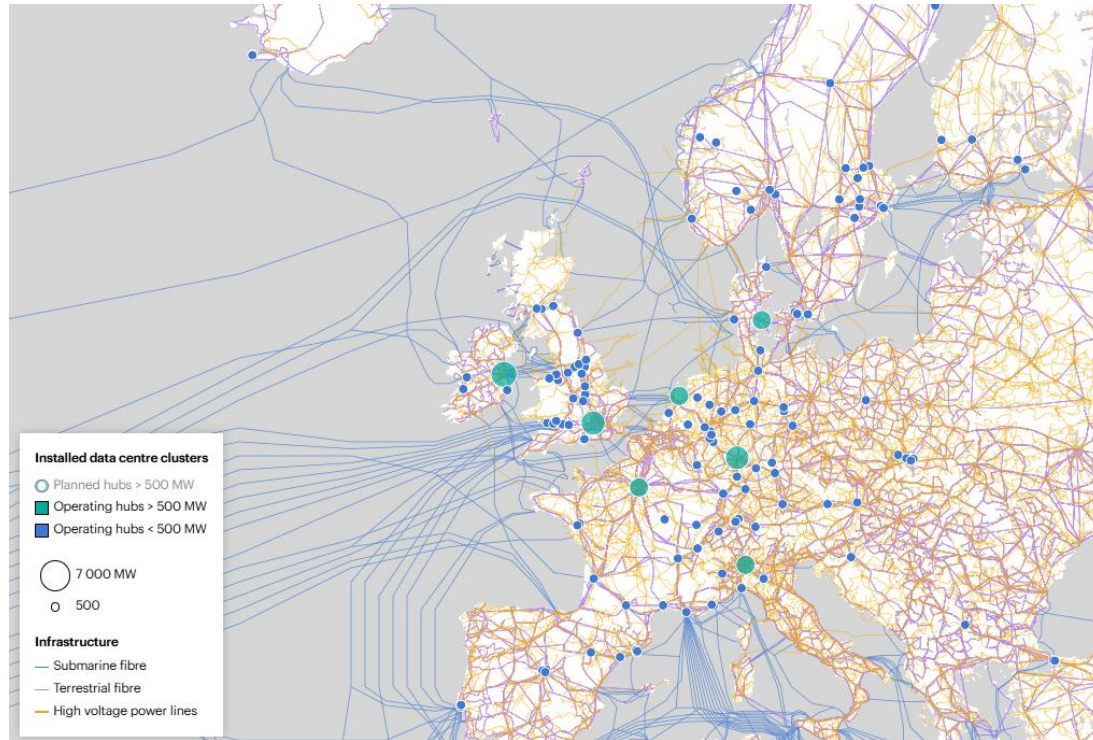 Installed data centre clusters
Planned hubs > 500 MW
Operating hubs > 500 MW
Operating hubs < 500 MW
7 000 MW
500
Infrastructure
Submarine fibre
Terrestrial fibre
High voltage power lines